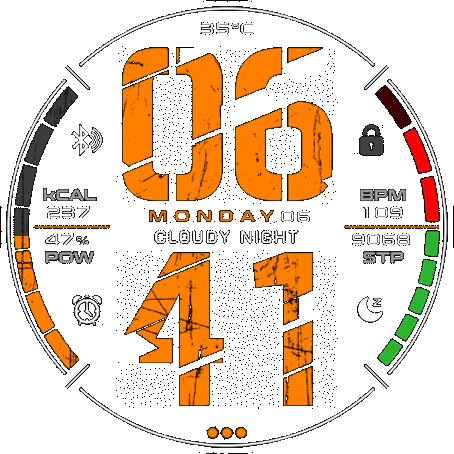 35°C
06
MONDAY.06
CLOUDY NIGHT
kCAL
237
47%
POW
BPM
109
9068
STP
Z
41